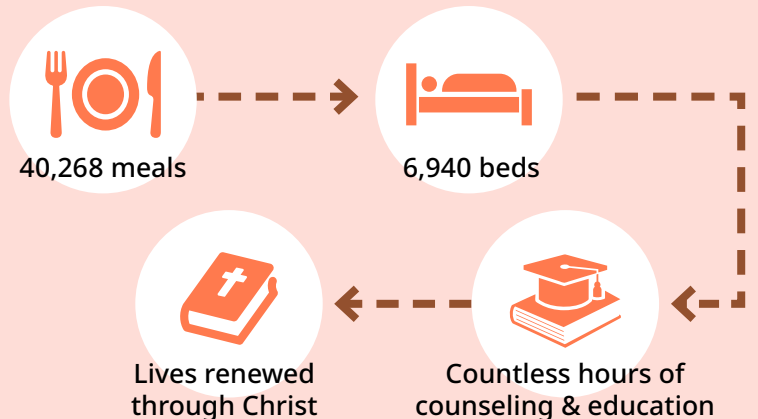 40,268 meals
6,940 beds
Countless hours of
counseling & education
Lives renewed
through Christ